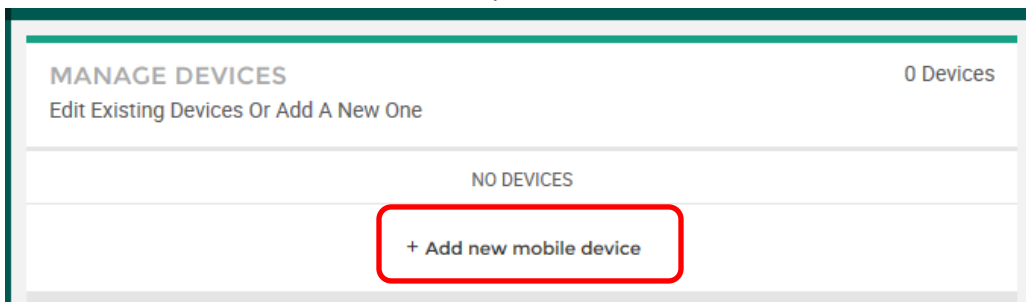 MANAGE DEVICES
0 Devices
Edit Existing Devices Or Add A New One
NO DEVICES
+ Add new mobile device